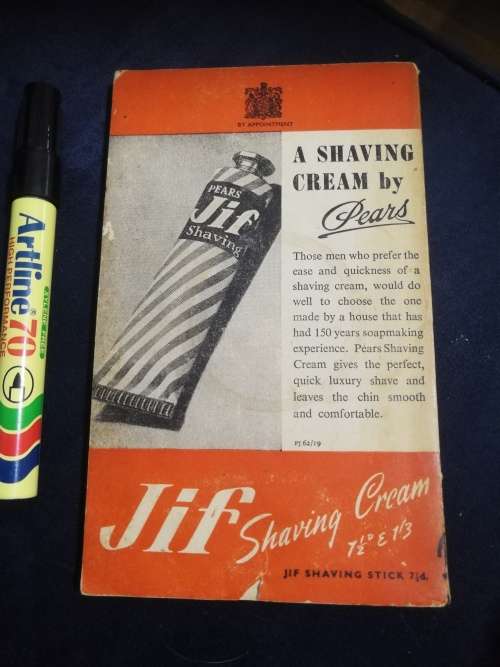 BY APPOINTMENT
A SHAVING
CREAM by
Pears
PEARS
Jif
Shaving
Those men who prefer the
ease and quickness of a
shaving cream, would do
well to choose the one
made by a house that has
had 150 years soapmaking
experience. Pears Shaving
Cream gives the perfect,
quick luxury shave and
leaves the chin smooth
and comfortable.
PJ 62/19
Jif Shaving Cream
7½ᴰ & 1'3
JIF SHAVING STICK 7½d.
Artline® 70
HIGH PERFORMANCE